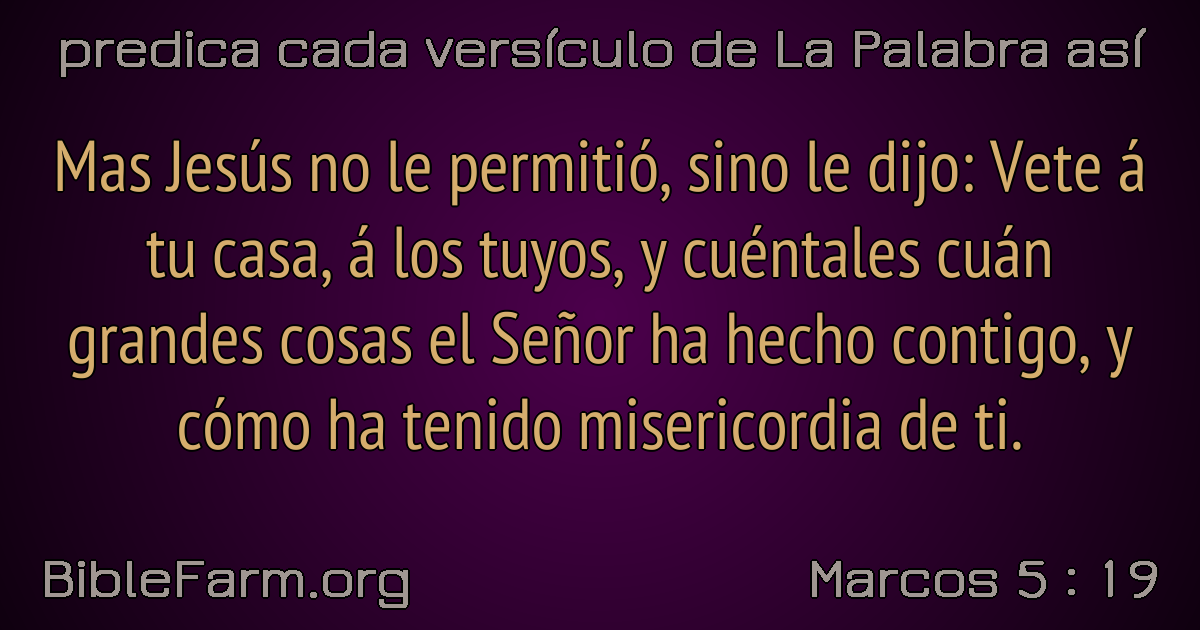 predica cada versículo de La Palabra así
Mas Jesús no le permitió, sino le dijo: Vete á
tu casa, á los tuyos, y cuéntales cuán
grandes cosas el Señor ha hecho contigo, y
cómo ha tenido misericordia de ti.
BibleFarm.org
Marcos 5 : 19